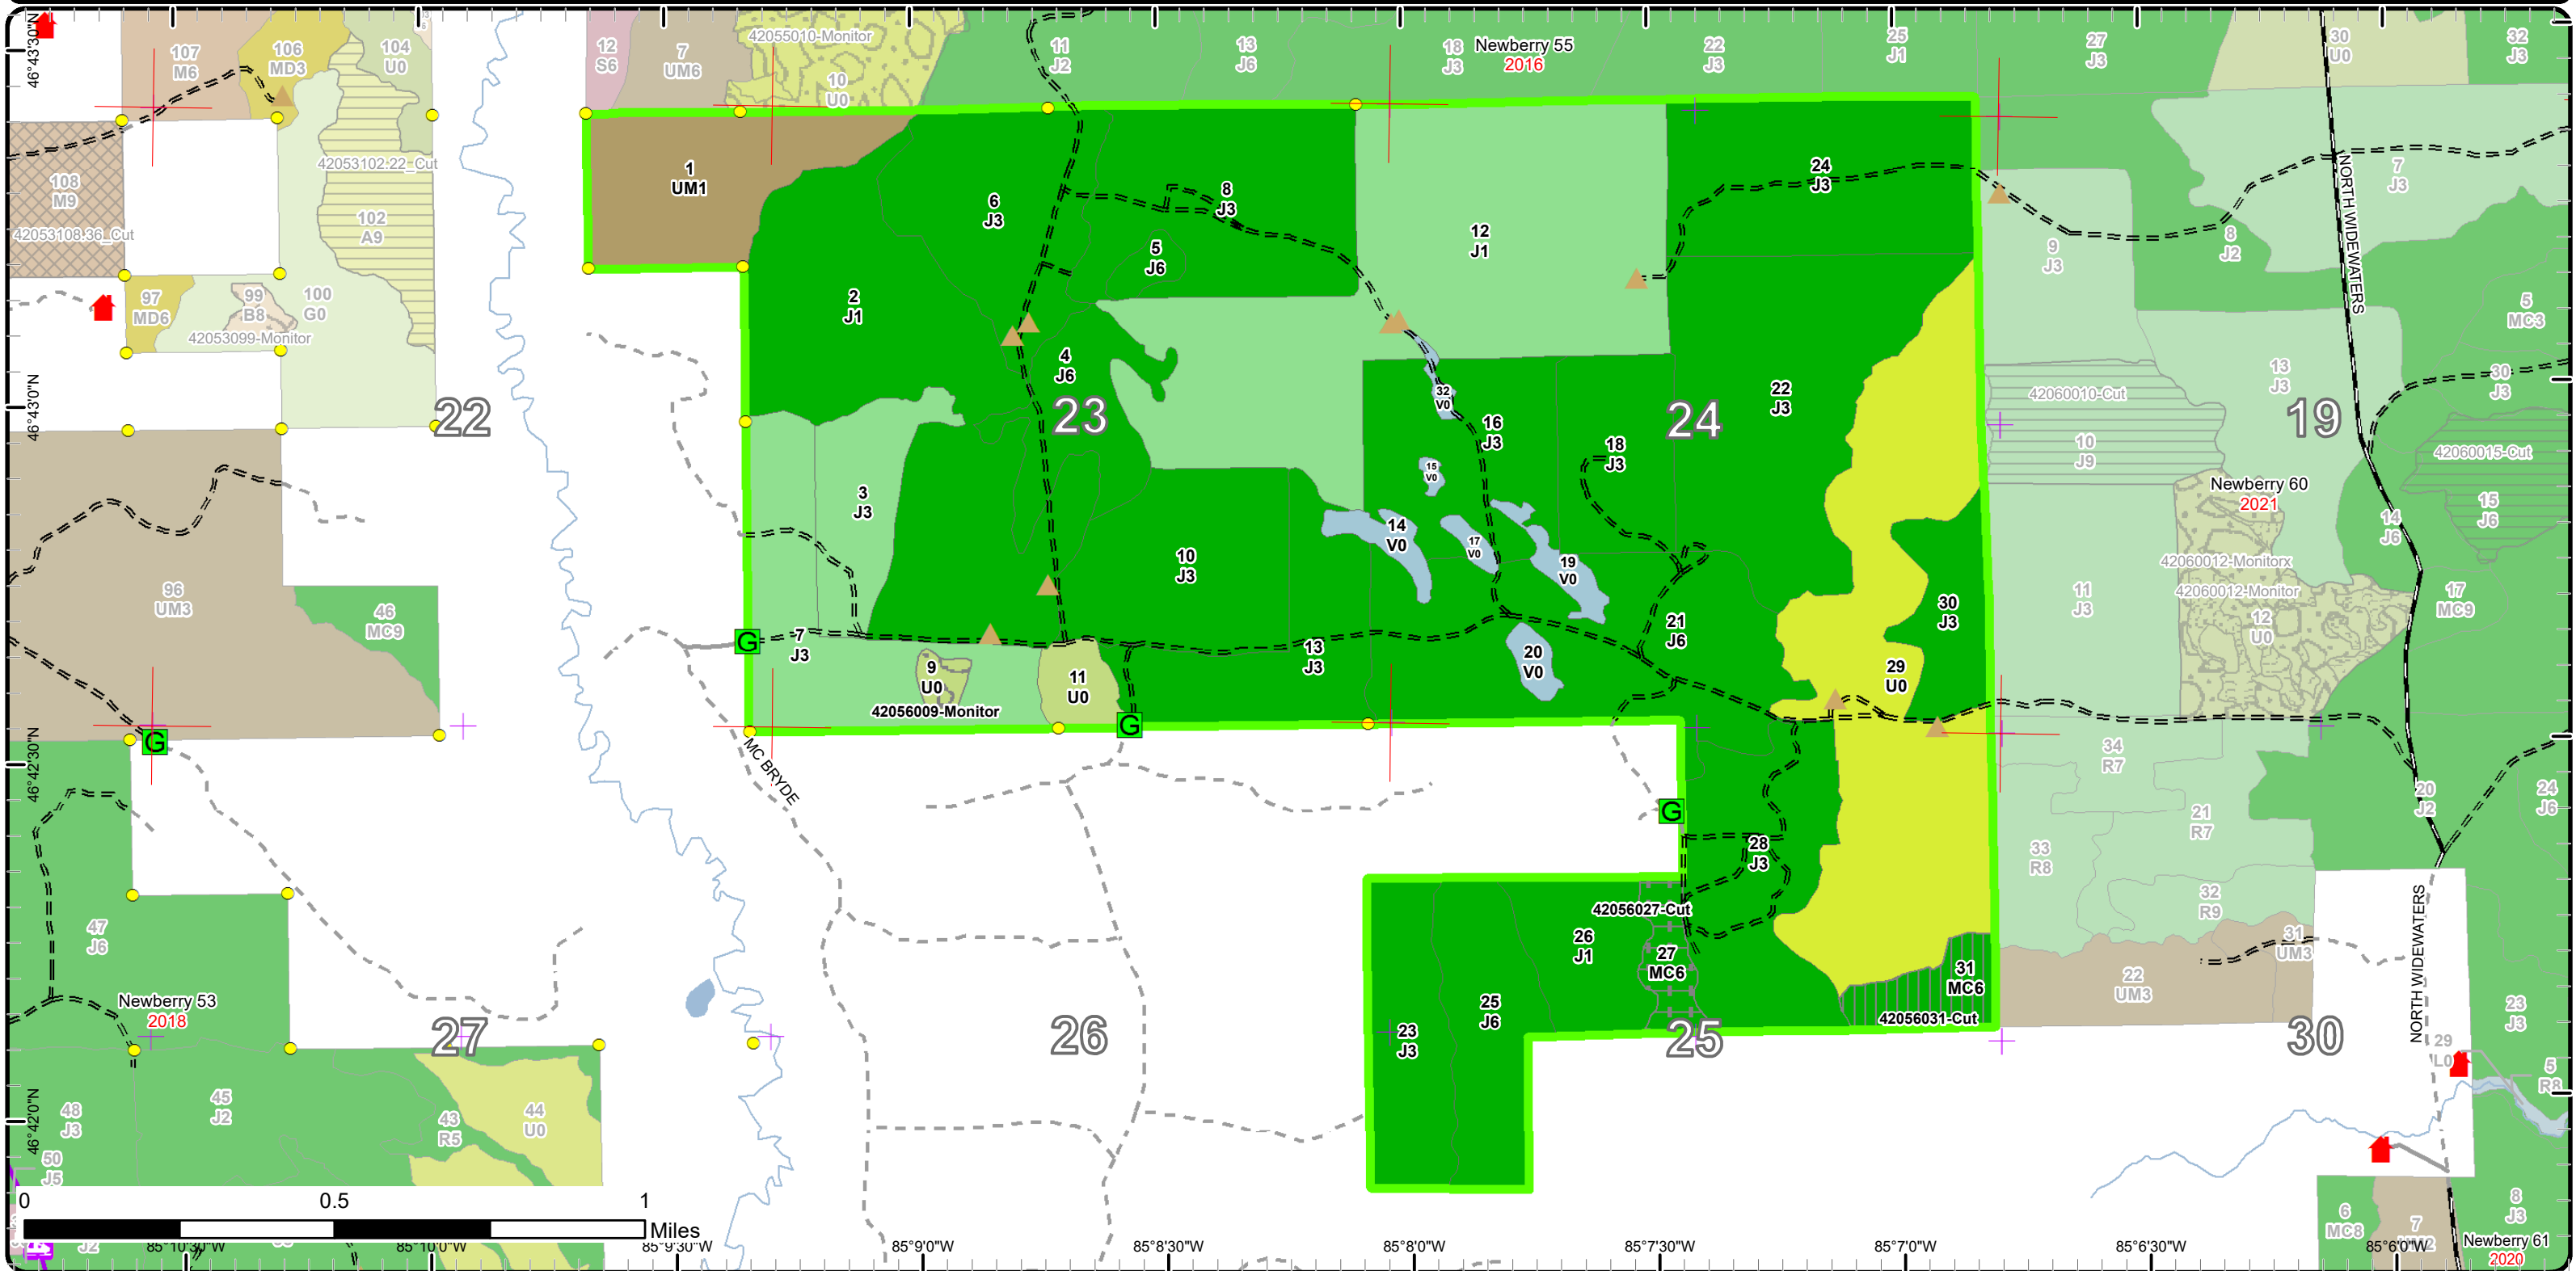 107
M6
106
MD3
104
U0
12
S6
7
UM6
42055010-Monitor
10
U0
11
J2
13
J6
18
J3
Newberry 55
2016
22
J3
25
J1
27
J3
30
U0
32
J3
46°43'30"N
108
M9
42053108.36_Cut
42053102.22_Cut
102
A9
97
MD6
99
B8
100
G0
42053099-Monitor
1
UM1
2
J1
6
J3
8
J3
5
J6
4
J6
12
J1
24
J3
22
J3
9
J3
7
J3
8
J2
NORTH WIDEWATERS
5
MC3
13
J3
30
J3
46°43'0"N
22
23
24
19
3
J3
32
V0
16
J3
18
J3
15
V0
14
V0
17
V0
19
V0
10
J3
42060010-Cut
10
J9
42060015-Cut
15
J6
Newberry 60
2021
14
J6
42060012-Monitorx
42060012-Monitor
12
U0
11
J3
17
MC9
96
UM3
46
MC9
G
7
J3
9
U0
11
U0
42056009-Monitor
13
J3
20
V0
21
J6
30
J3
29
U0
G
G
MC BRYDE
46°42'30"N
34
R7
21
R7
33
R8
32
R9
20
J2
24
J6
G
28
J3
42056027-Cut
26
J1
27
MC6
31
MC6
42056031-Cut
25
J6
23
J3
31
UM3
22
UM3
NORTH WIDEWATERS
23
J3
47
J6
Newberry 53
2018
27
26
25
30
29
L0
5
R8
46°42'0"N
48
J3
45
J2
43
R5
44
U0
50
J5
J2
6
MC8
7
8
J3
Newberry 61
2020
0
0.5
1
Miles
85°10'30"W
85°10'0"W
85°9'30"W
85°9'0"W
85°8'30"W
85°8'0"W
85°7'30"W
85°7'0"W
85°6'30"W
85°6'0"W